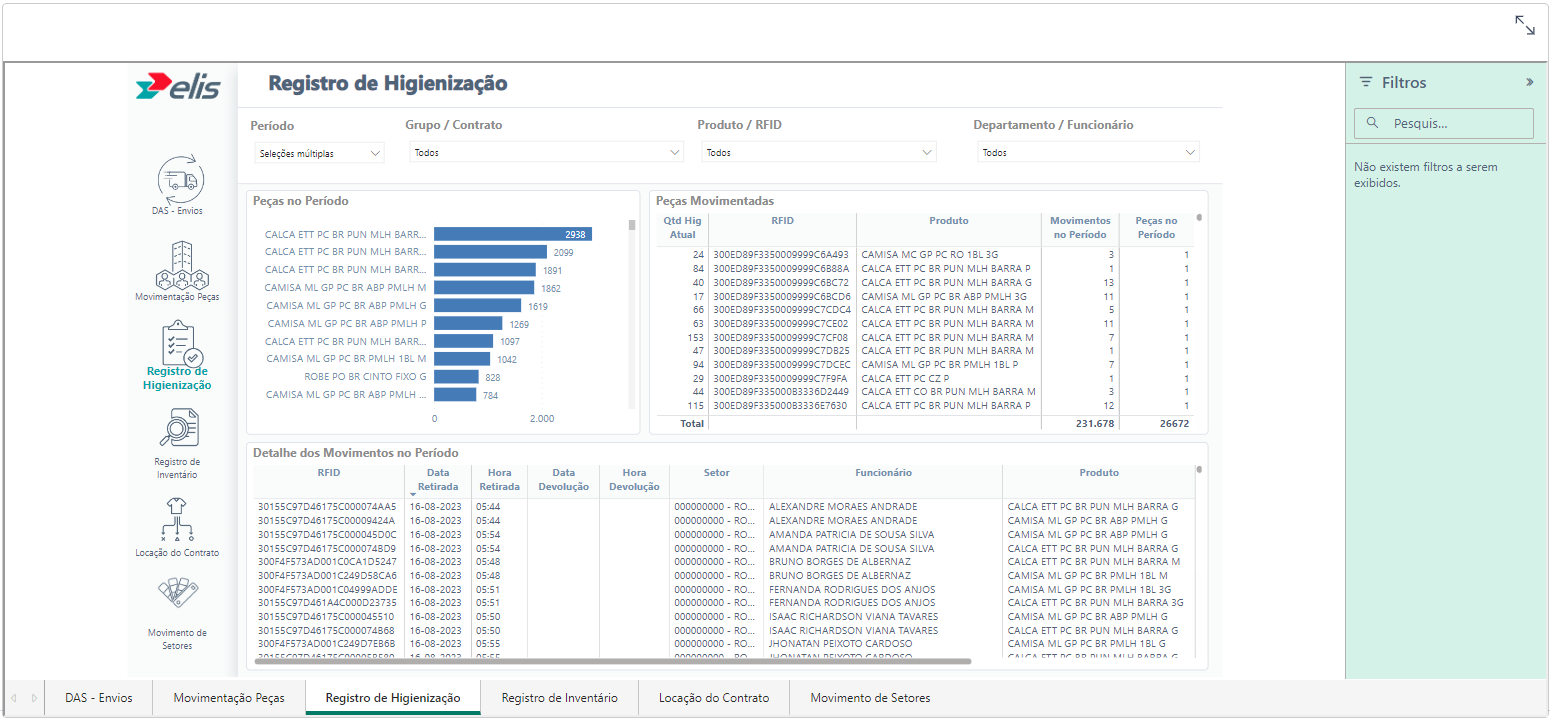 elis
Registro de Higienização
Período
Grupo / Contrato
Produto / RFID
Departamento / Funcionário
Seleções múltiplas
Todos
Todos
Todos
DAS - Envios
Movimentação Peças
Registro de
Higienização
Registro de
Inventário
Locação do Contrato
Movimento de
Setores
Peças no Período
CALCA ETT PC BR PUN MLH BARR... 2938
CALCA ETT PC BR PUN MLH BARR... 2099
CALCA ETT PC BR PUN MLH BARR... 1891
CAMISA ML GP PC BR ABP PMLH M 1862
CAMISA ML GP PC BR ABP PMLH G 1619
CAMISA ML GP PC BR ABP PMLH P 1269
CALCA ETT PC BR PUN MLH BARR... 1097
CAMISA ML GP PC BR PMLH 1BL M 1042
ROBE PO BR CINTO FIXO G 828
CAMISA ML GP PC BR ABP PMLH ... 784
0 2.000
Peças Movimentadas
Qtd Hig Atual RFID Produto Movimentos no Período Peças no Período
24 300ED89F3350009999C6A493 CAMISA MC GP PC RO 1BL 3G 3 1
84 300ED89F3350009999C6B88A CALCA ETT PC BR PUN MLH BARRA P 1 1
40 300ED89F3350009999C6BC72 CALCA ETT PC BR PUN MLH BARRA G 13 1
17 300ED89F3350009999C6BCD6 CAMISA ML GP PC BR ABP PMLH 3G 11 1
66 300ED89F3350009999C7CDC4 CALCA ETT PC BR PUN MLH BARRA M 5 1
63 300ED89F3350009999C7CE02 CALCA ETT PC BR PUN MLH BARRA M 11 1
153 300ED89F3350009999C7CF08 CALCA ETT PC BR PUN MLH BARRA M 7 1
47 300ED89F3350009999C7DB25 CALCA ETT PC BR PUN MLH BARRA M 1 1
94 300ED89F3350009999C7DCEC CAMISA ML GP PC BR PMLH 1BL P 7 1
29 300ED89F3350009999C7F9FA CALCA ETT PC CZ P 1 1
44 300ED89F335000B3336D2449 CALCA ETT CO BR PUN MLH BARRA M 3 1
115 300ED89F335000B3336E7630 CALCA ETT PC BR PUN MLH BARRA P 12 1
Total 231.678 26672
Detalhe dos Movimentos no Período
RFID Data Retirada Hora Retirada Data Devolução Hora Devolução Setor Funcionário Produto
30155C97D46175C000074AA5 16-08-2023 05:44 000000000 - RO... ALEXANDRE MORAES ANDRADE CALCA ETT PC BR PUN MLH BARRA G
30155C97D46175C00009424A 16-08-2023 05:44 000000000 - RO... ALEXANDRE MORAES ANDRADE CAMISA ML GP PC BR ABP PMLH G
30155C97D46175C000045D0C 16-08-2023 05:54 000000000 - RO... AMANDA PATRICIA DE SOUSA SILVA CAMISA ML GP PC BR ABP PMLH G
30155C97D46175C000074BD9 16-08-2023 05:54 000000000 - RO... AMANDA PATRICIA DE SOUSA SILVA CALCA ETT PC BR PUN MLH BARRA G
300F4F573AD001C0CA1D5247 16-08-2023 05:48 000000000 - RO... BRUNO BORGES DE ALBERNAZ CALCA ETT PC BR PUN MLH BARRA M
300F4F573AD001C249D58CA6 16-08-2023 05:48 000000000 - RO... BRUNO BORGES DE ALBERNAZ CAMISA ML GP PC BR PMLH 1BL M
300F4F573AD001C04999ADDE 16-08-2023 05:51 000000000 - RO... FERNANDA RODRIGUES DOS ANJOS CAMISA ML GP PC BR PMLH 1BL 3G
30155C97D461A4C000D23735 16-08-2023 05:51 000000000 - RO... FERNANDA RODRIGUES DOS ANJOS CALCA ETT PC BR PUN MLH BARRA 3G
30155C97D46175C000045510 16-08-2023 05:50 000000000 - RO... ISAAC RICHARDSON VIANA TAVARES CAMISA ML GP PC BR ABP PMLH G
30155C97D46175C000074B68 16-08-2023 05:50 000000000 - RO... ISAAC RICHARDSON VIANA TAVARES CALCA ETT PC BR PUN MLH BARRA G
300F4F573AD001C249D7EB6B 16-08-2023 05:55 000000000 - RO... JHONATAN PEIXOTO CARDOSO CAMISA ML GP PC BR PMLH 1BL G
16-08-2023 05:55 000000000 - RO... JHONATAN PEIXOTO CARDOSO CALCA ETT PC BR PUN MLH BARRA G
Filtros
Pesquis...
Não existem filtros a serem
exibidos.
DAS - Envios
Movimentação Peças
Registro de Higienização
Registro de Inventário
Locação do Contrato
Movimento de Setores